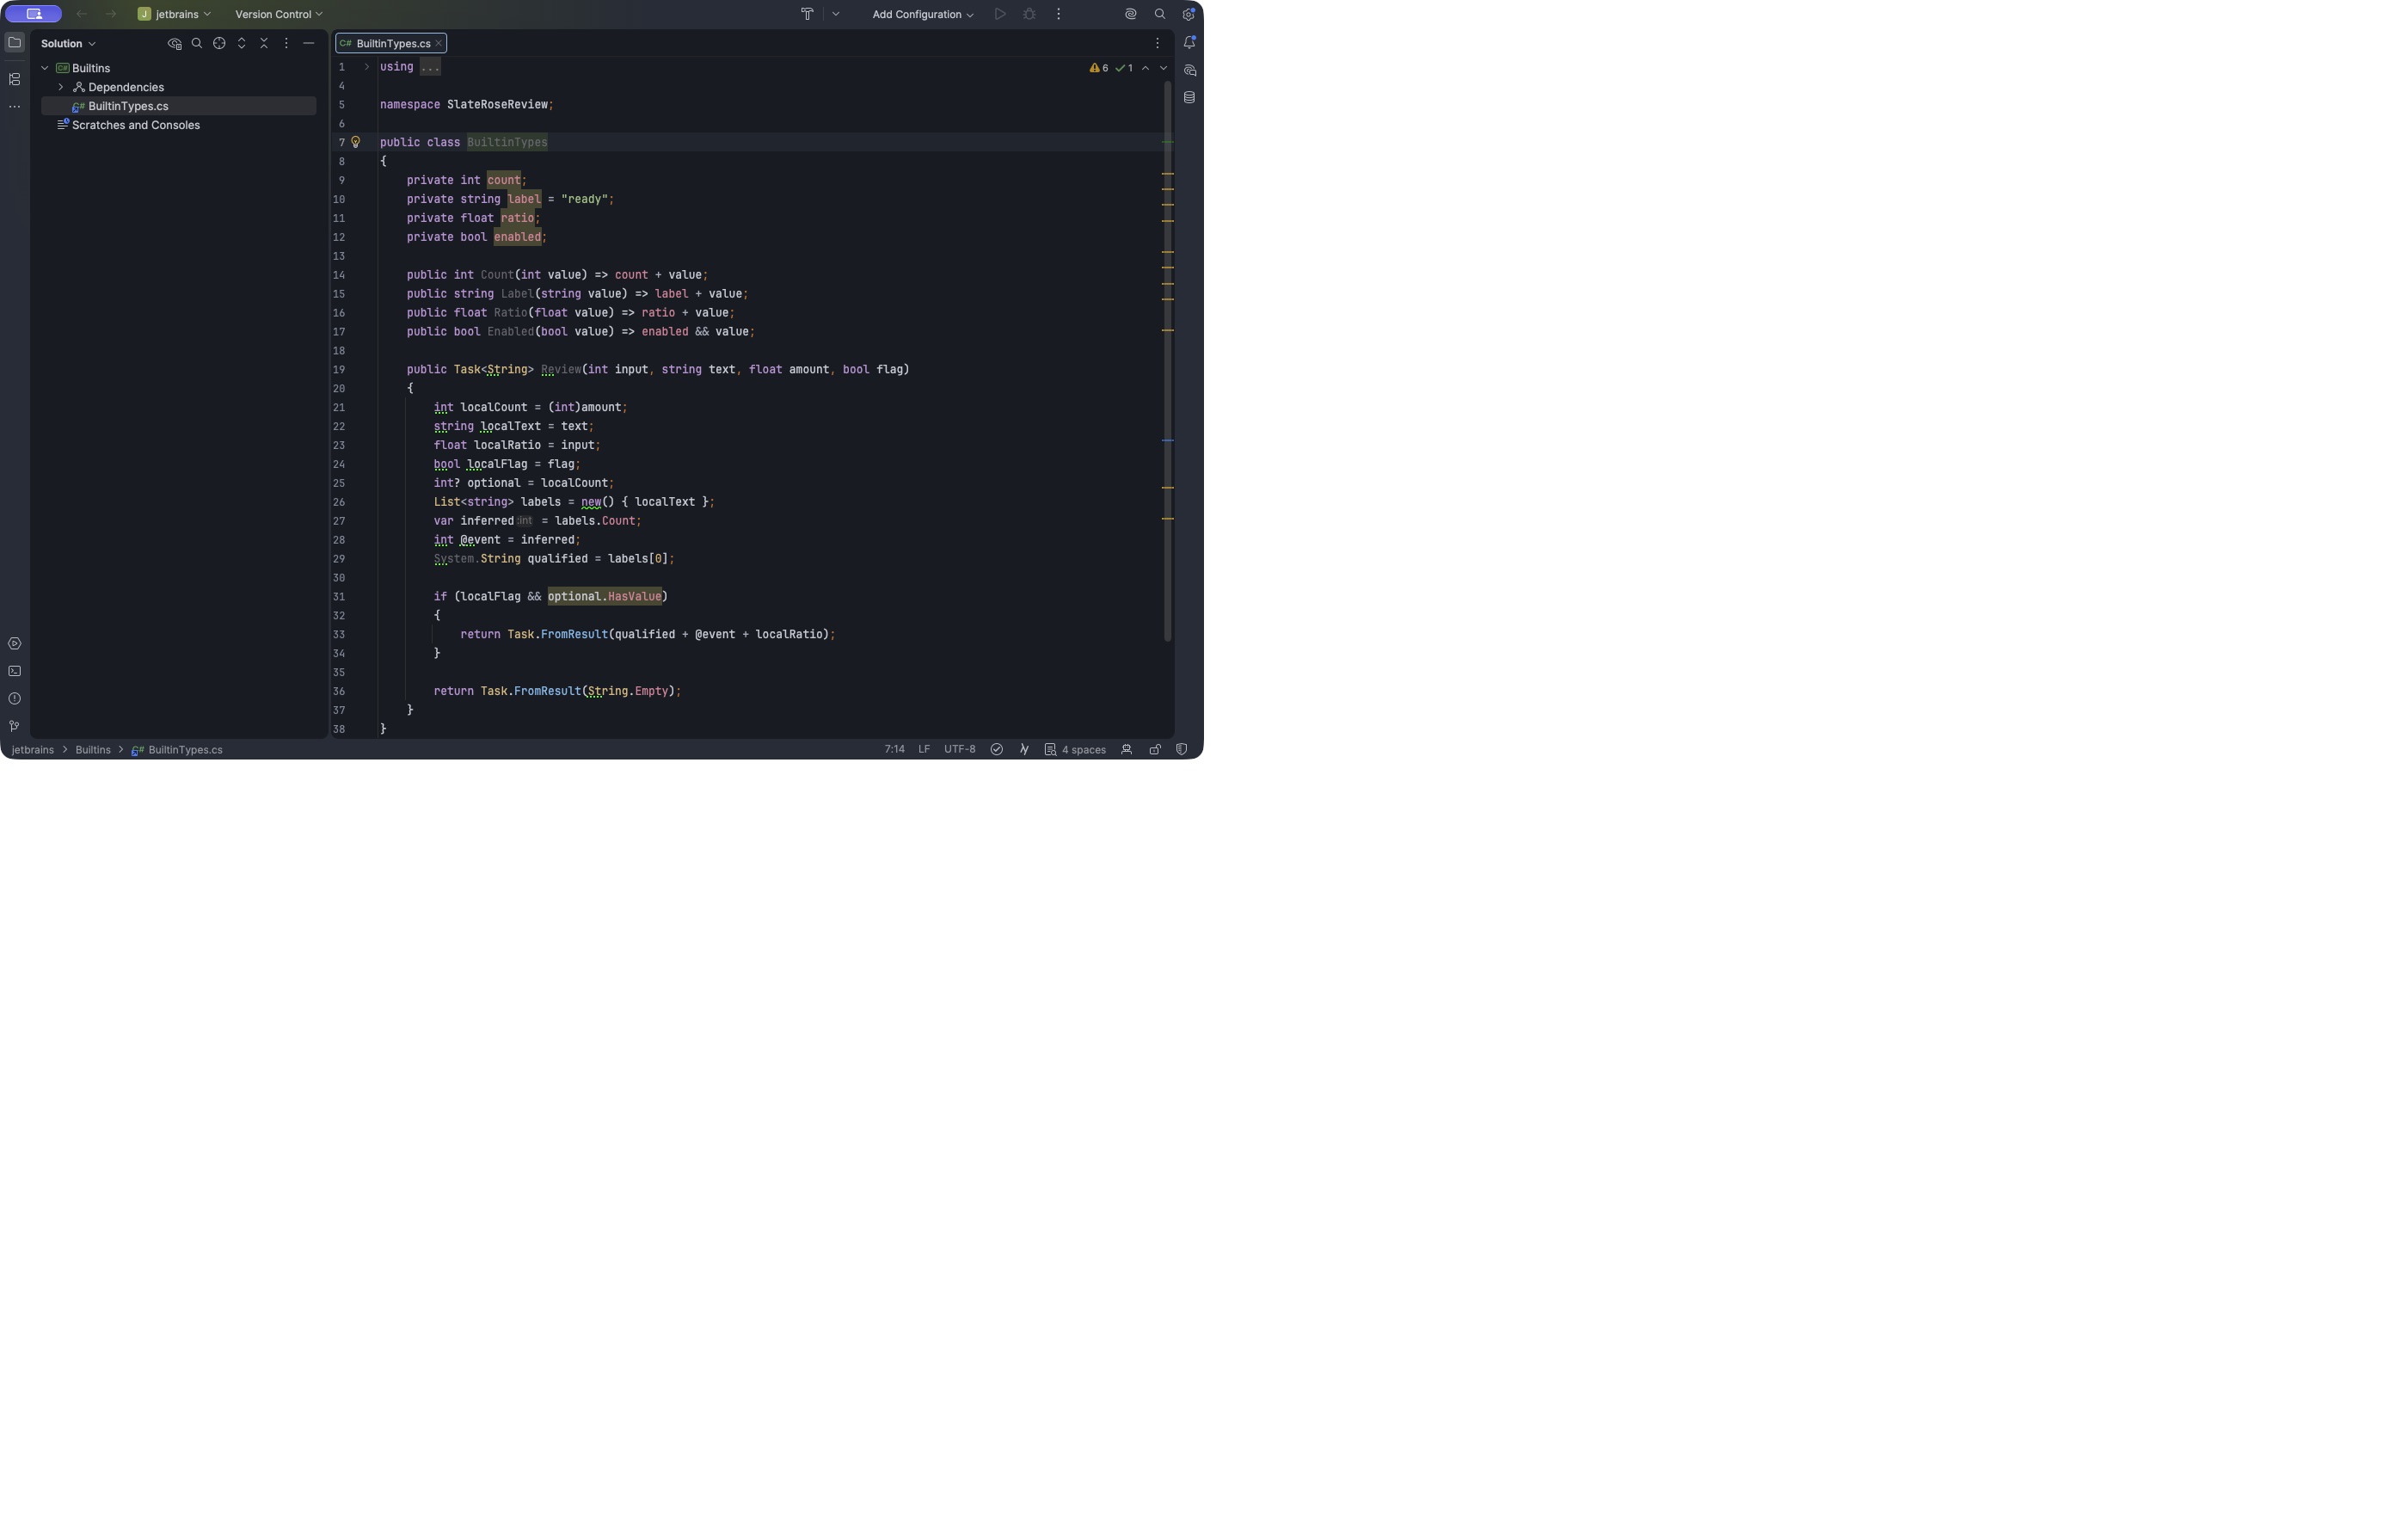 J jetbrains Version Control Add Configuration
Solution
C# BuiltinTypes.cs
C# Builtins
Dependencies
C# BuiltinTypes.cs
Scratches and Consoles
6 1
1 using ...
4
5 namespace SlateRoseReview;
6
7 public class BuiltinTypes
8 {
9     private int count;
10     private string label = "ready";
11     private float ratio;
12     private bool enabled;
13
14     public int Count(int value) => count + value;
15     public string Label(string value) => label + value;
16     public float Ratio(float value) => ratio + value;
17     public bool Enabled(bool value) => enabled && value;
18
19     public Task<String> Review(int input, string text, float amount, bool flag)
20     {
21         int localCount = (int)amount;
22         string localText = text;
23         float localRatio = input;
24         bool localFlag = flag;
25         int? optional = localCount;
26         List<string> labels = new() { localText };
27         var inferred :int = labels.Count;
28         int @event = inferred;
29         System.String qualified = labels[0];
30
31         if (localFlag && optional.HasValue)
32         {
33             return Task.FromResult(qualified + @event + localRatio);
34         }
35
36         return Task.FromResult(String.Empty);
37     }
38 }
jetbrains > Builtins > C# BuiltinTypes.cs 7:14 LF UTF-8 4 spaces